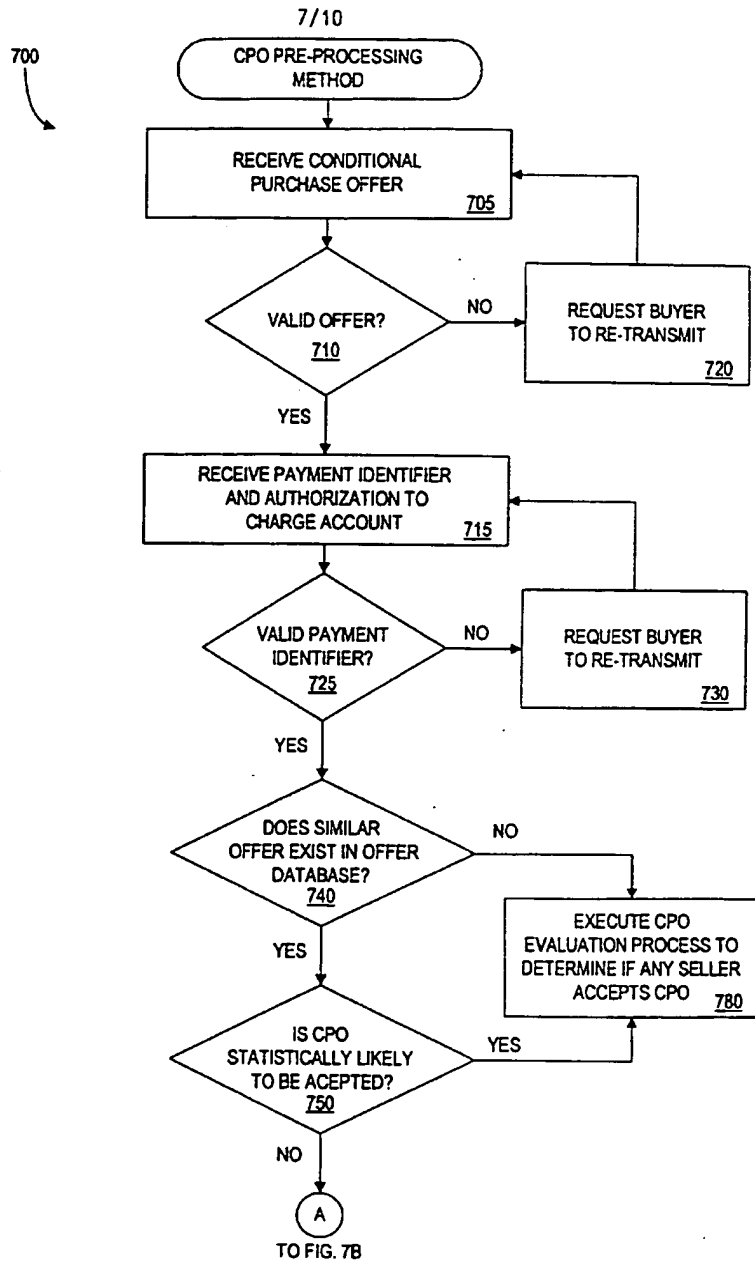 7/10
700
CPO PRE-PROCESSING
METHOD
RECEIVE CONDITIONAL
PURCHASE OFFER
705
VALID OFFER?
710
NO
REQUEST BUYER
TO RE-TRANSMIT
720
YES
RECEIVE PAYMENT IDENTIFIER
AND AUTHORIZATION TO
CHARGE ACCOUNT
715
VALID PAYMENT
IDENTIFIER?
725
NO
REQUEST BUYER
TO RE-TRANSMIT
730
YES
DOES SIMILAR
OFFER EXIST IN OFFER
DATABASE?
740
NO
EXECUTE CPO
EVALUATION PROCESS TO
DETERMINE IF ANY SELLER
ACCEPTS CPO
780
YES
IS CPO
STATISTICALLY LIKELY
TO BE ACEPTED?
750
YES
NO
A
TO FIG. 7B